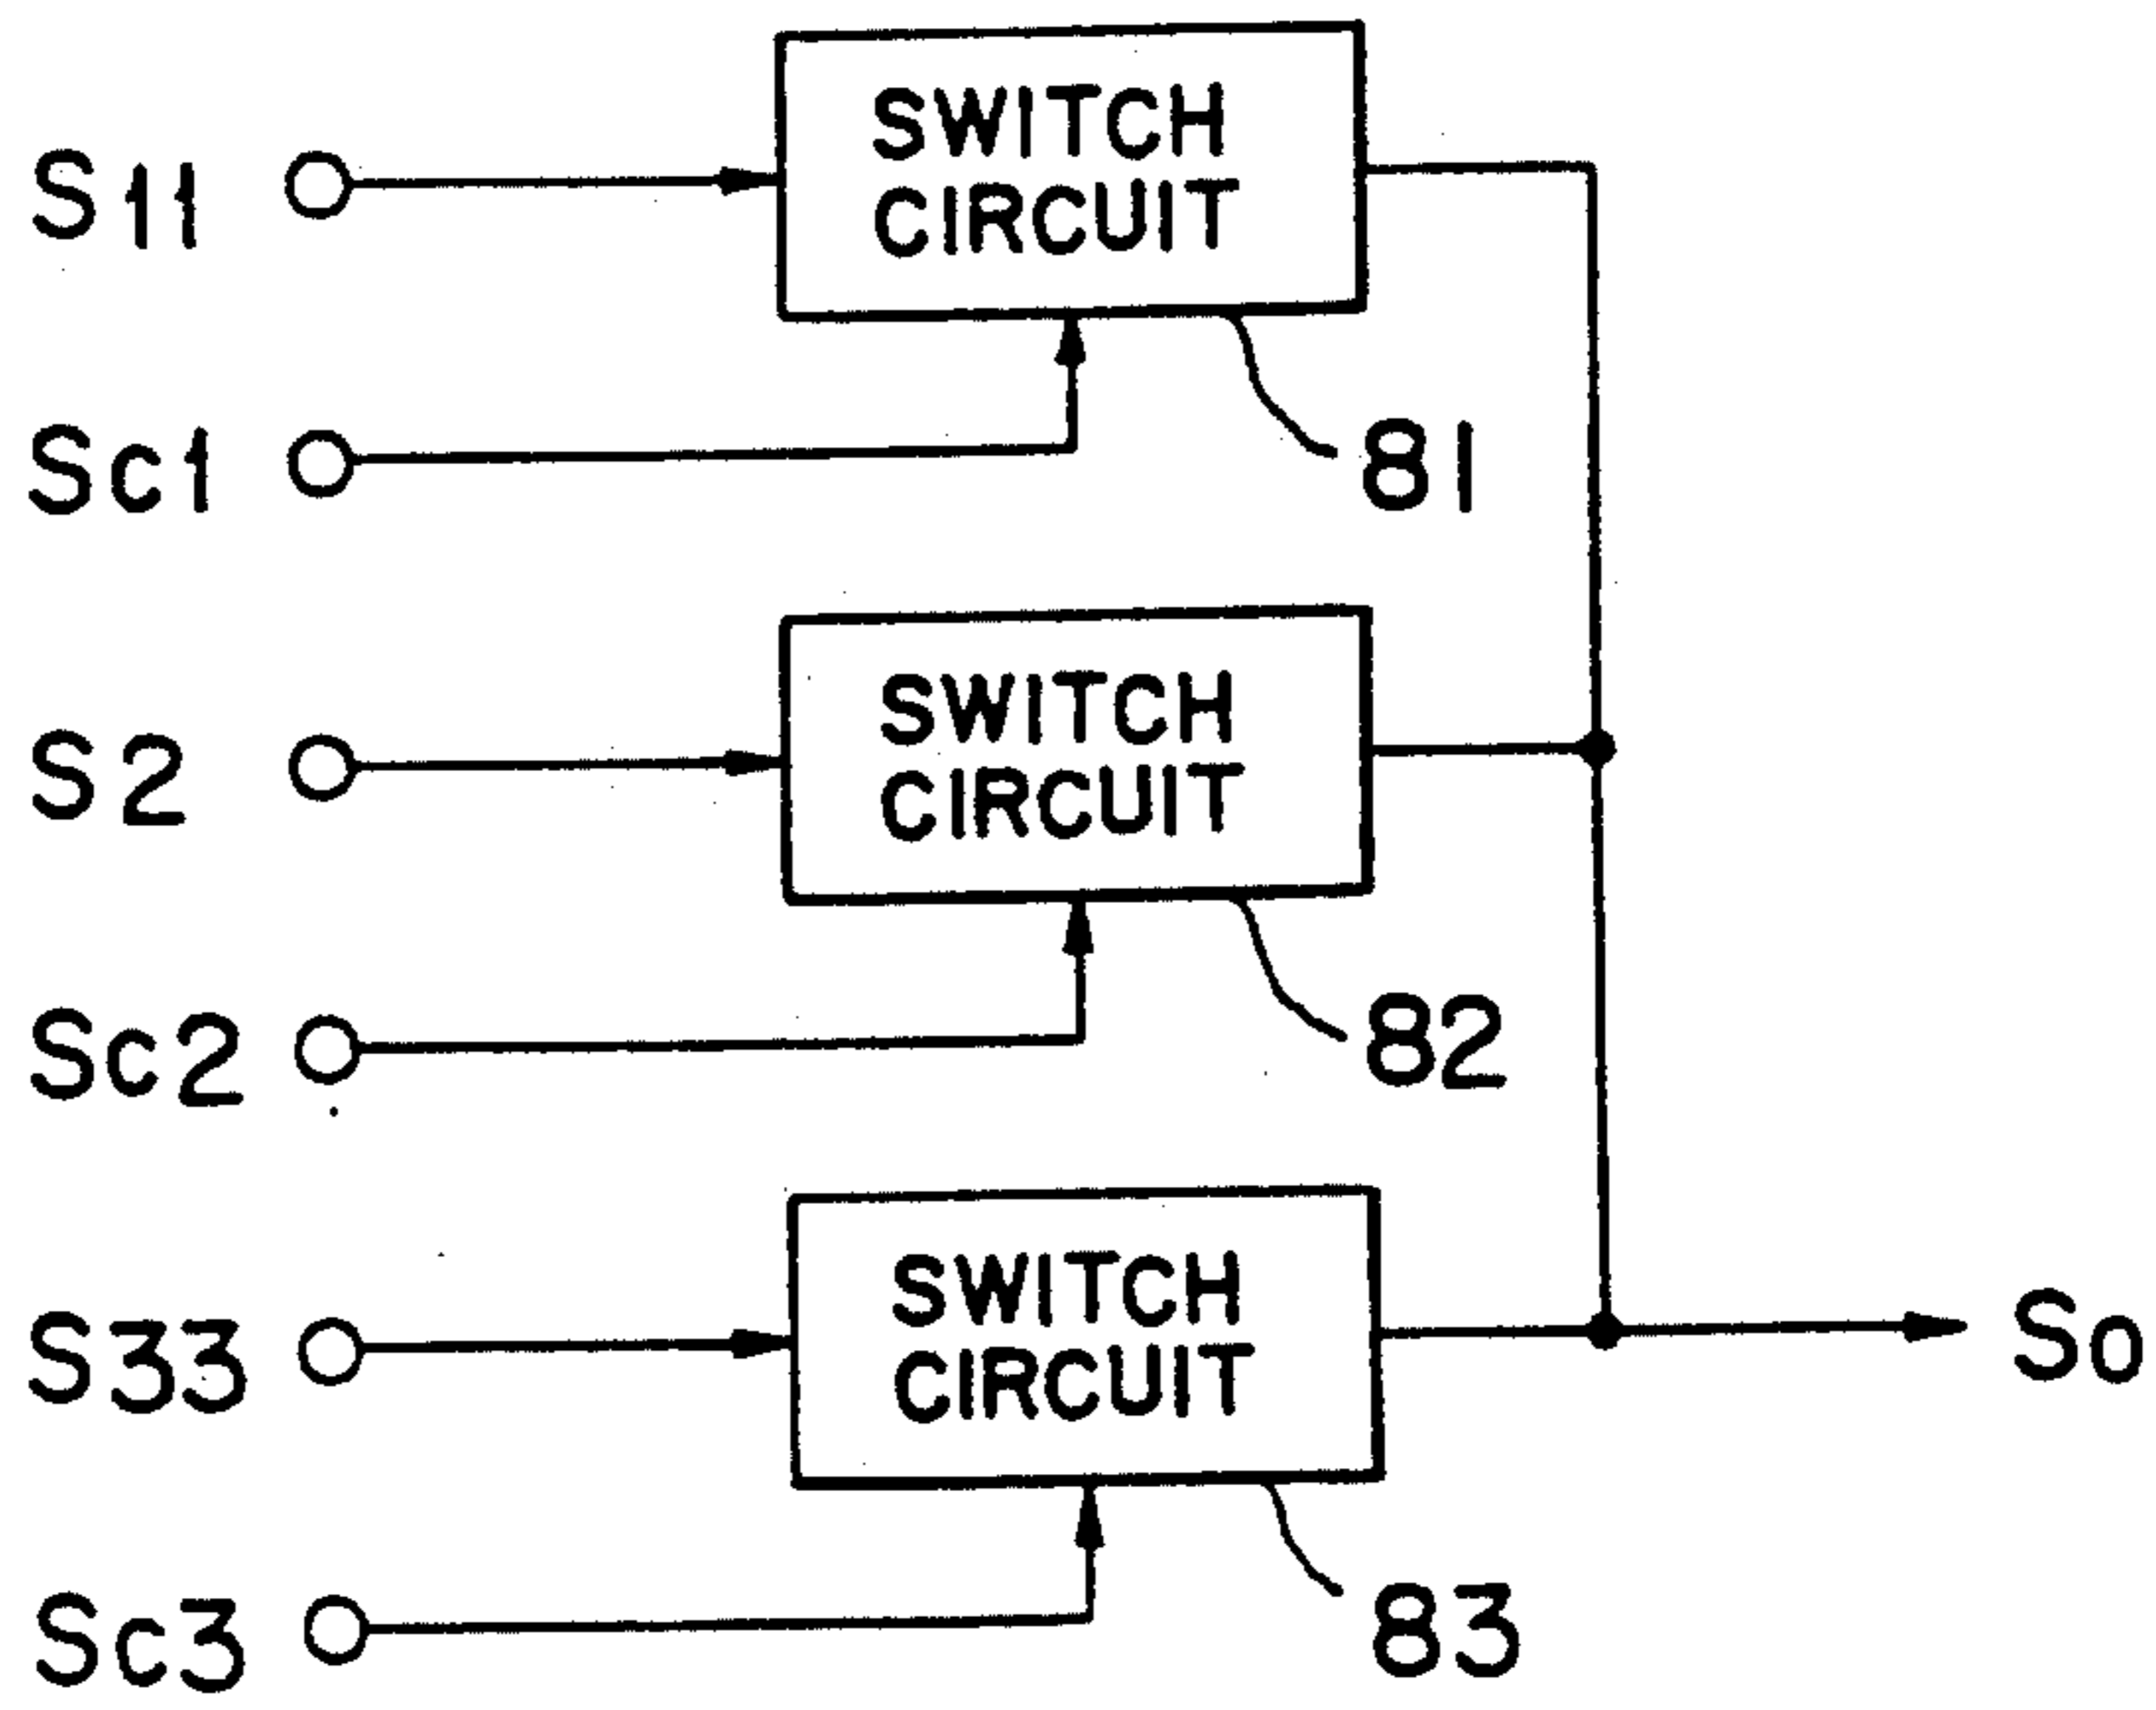 S11
SWITCH
CIRCUIT
Sc1
81
S2
SWITCH
CIRCUIT
Sc2
82
S33
SWITCH
CIRCUIT
So
Sc3
83